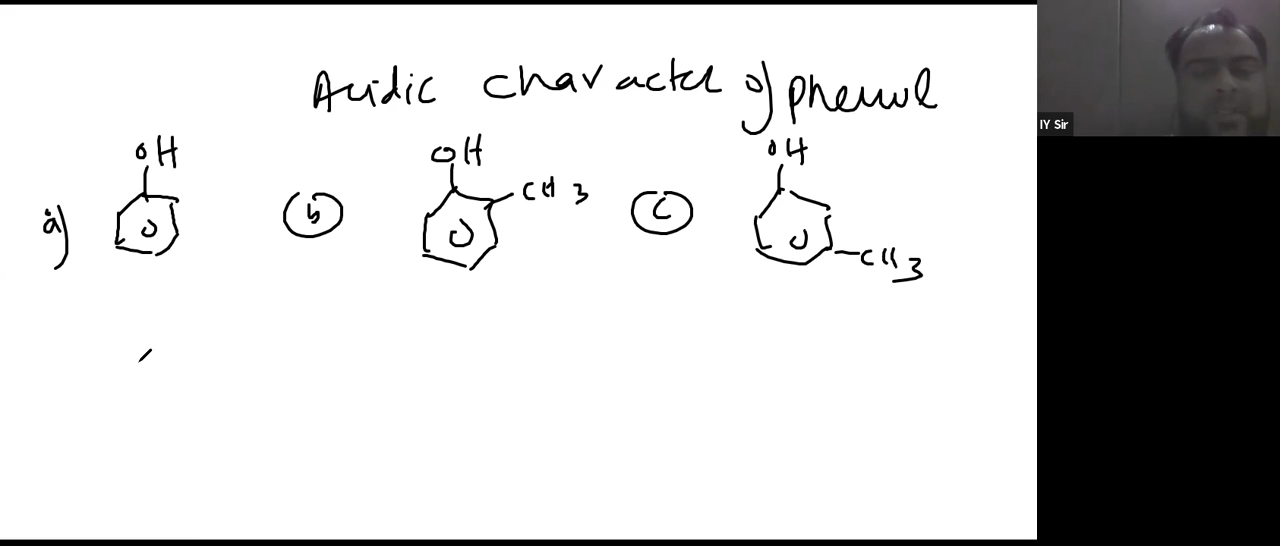 Acidic character of phenol
OH
OH
OH
a)
b
CH3
c
CH3
IY Sir